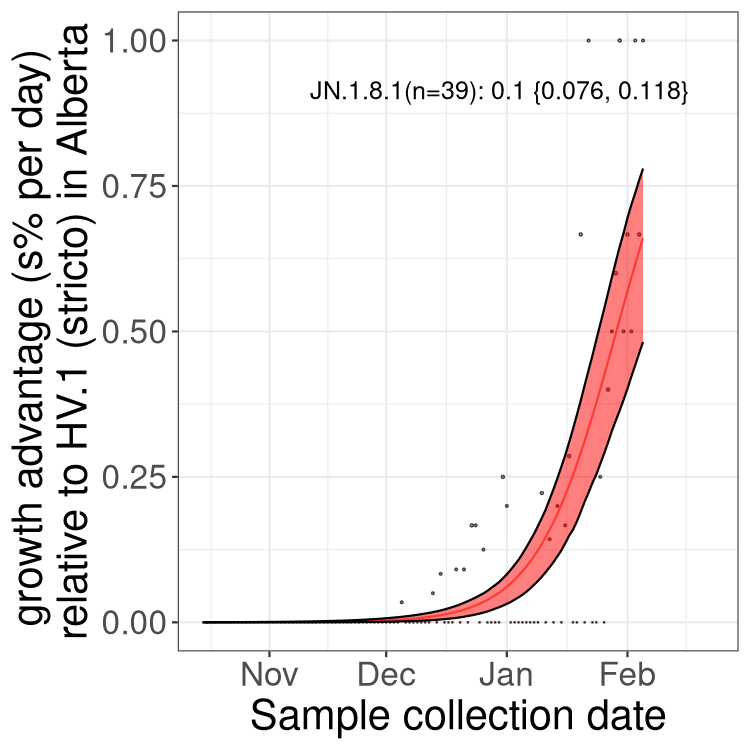 growth advantage (s% per day)
relative to HV.1 (stricto) in Alberta
1.00
0.75
0.50
0.25
0.00
JN.1.8.1(n=39): 0.1 {0.076, 0.118}
Nov Dec Jan Feb
Sample collection date